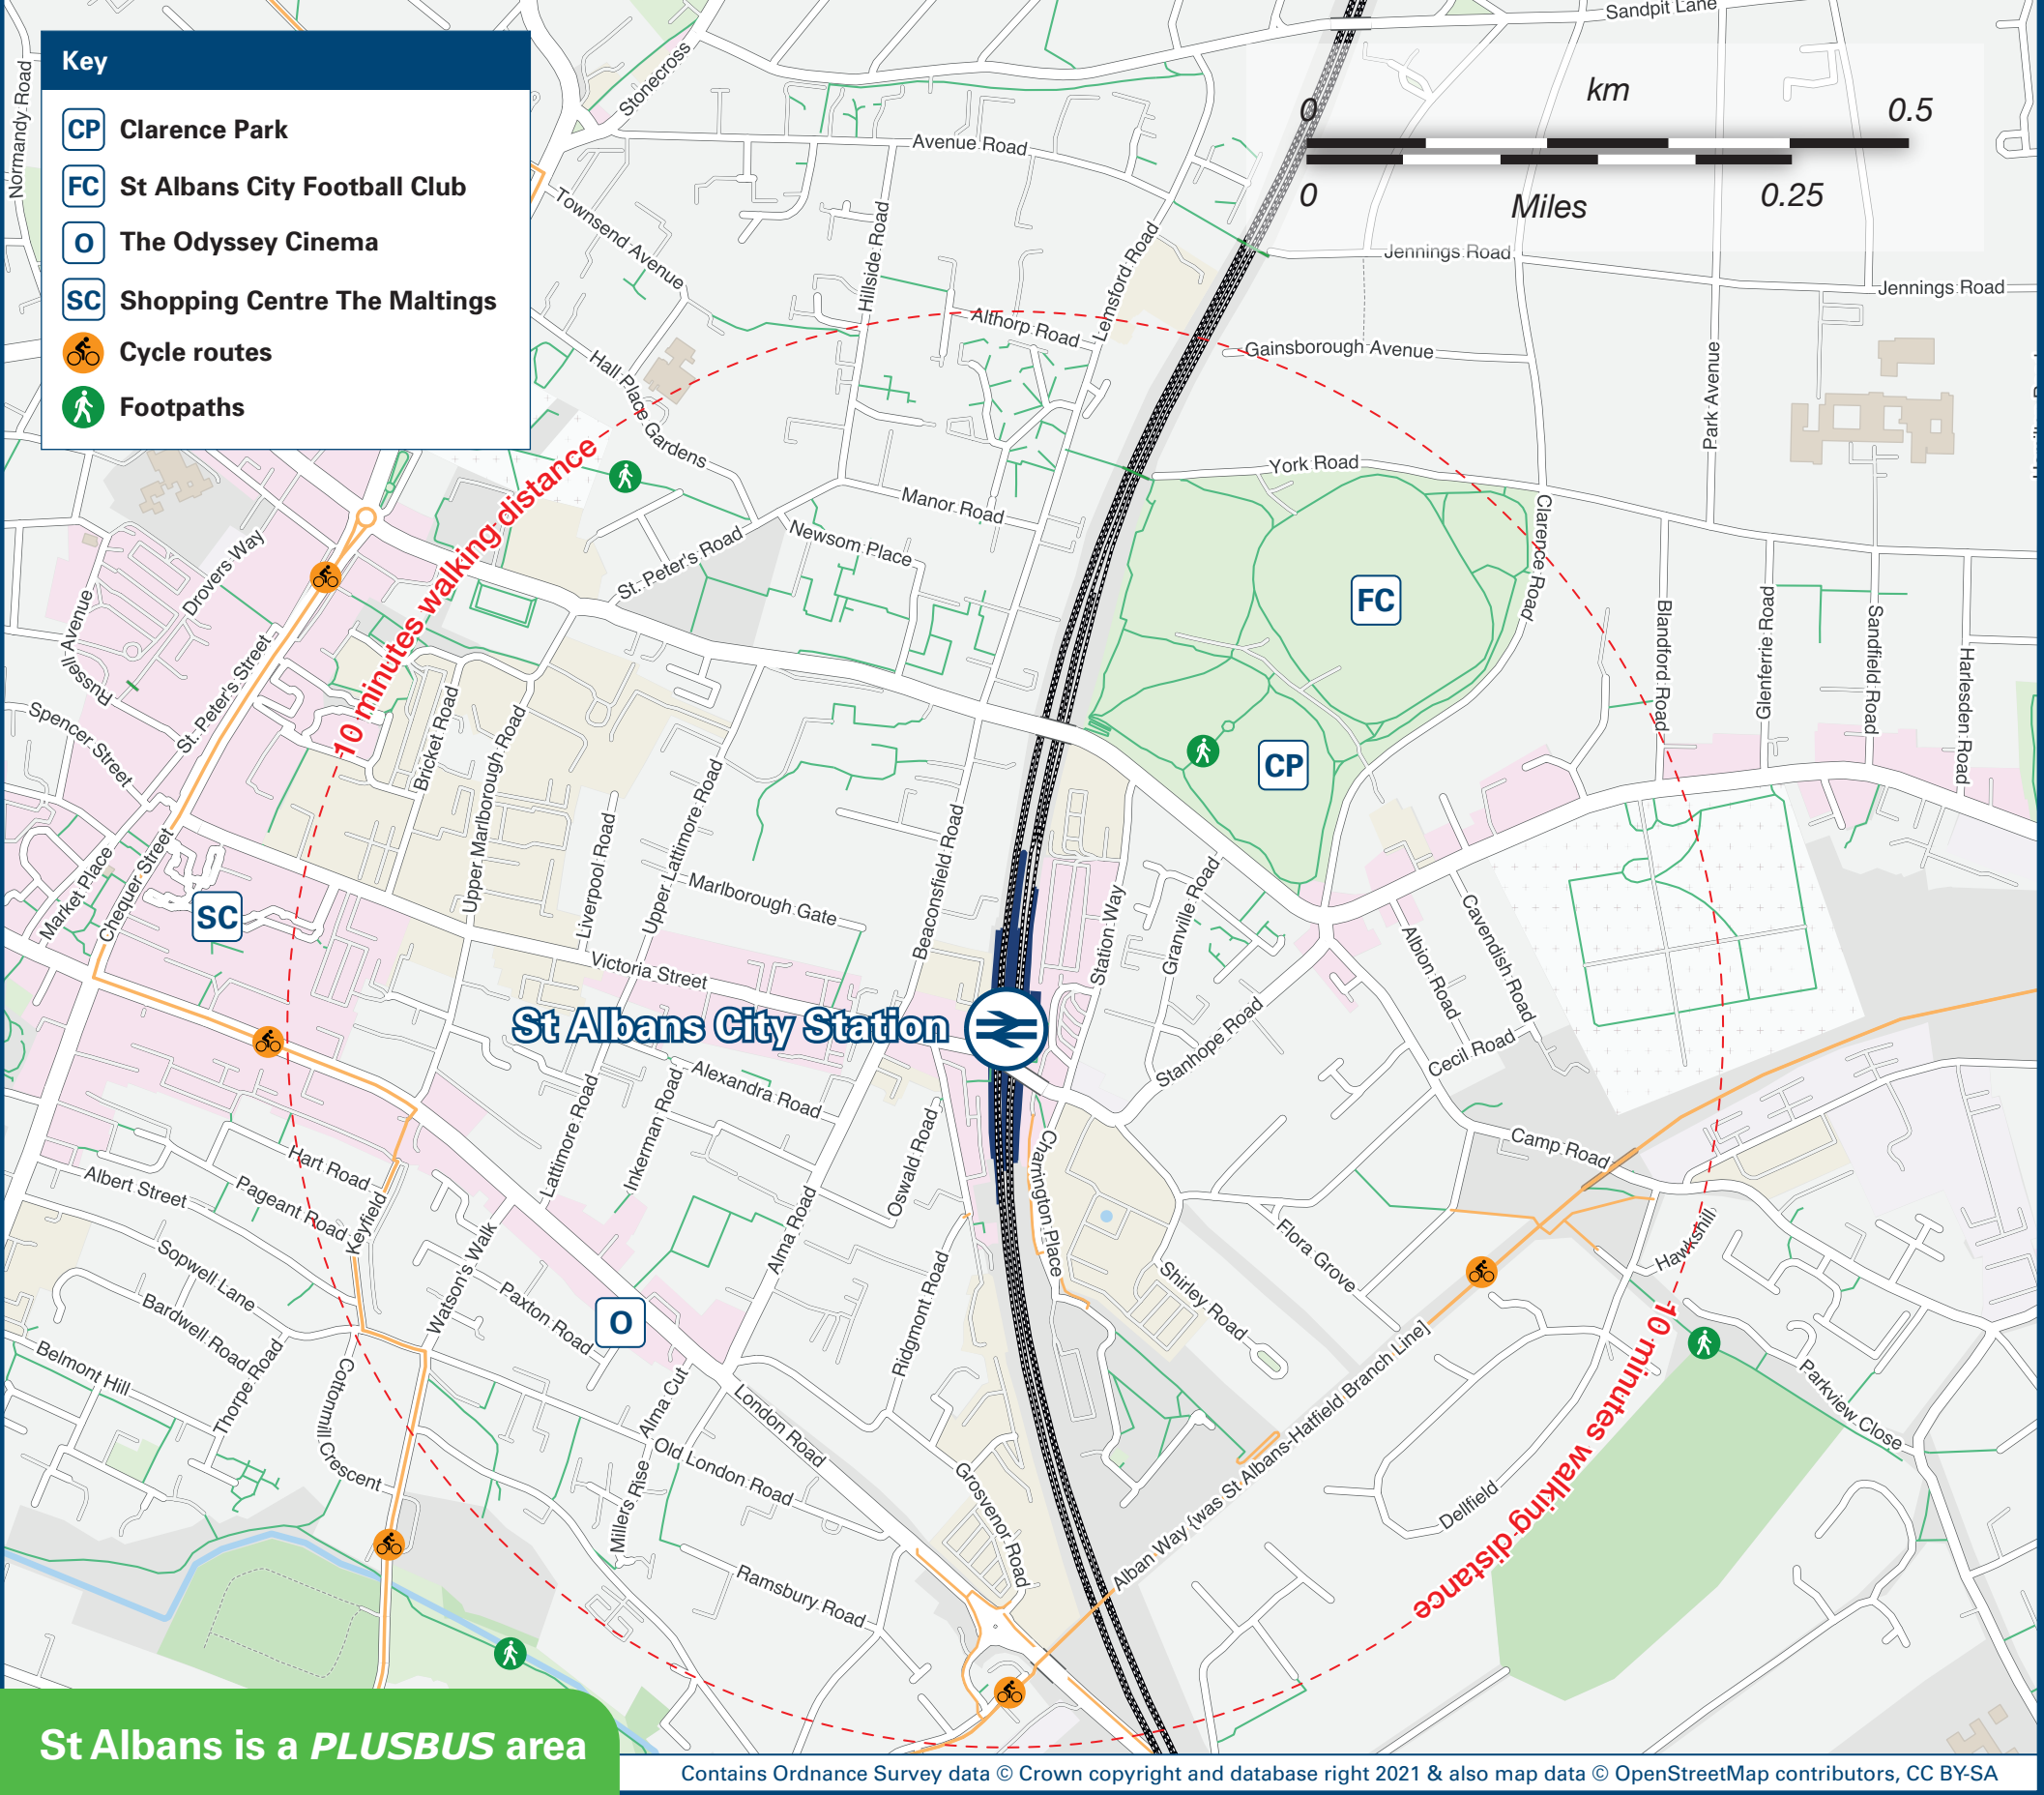 Key
CP Clarence Park
FC St Albans City Football Club
O The Odyssey Cinema
SC Shopping Centre The Maltings
Cycle routes
Footpaths
km
0 0.5
0 0.25
Miles
Sandpit Lane
Normandy Road
Stonecross
Avenue Road
Townsend Avenue
Hillside Road
Lemsford Road
Jennings Road
Jennings Road
Althorp Road
Gainsborough Avenue
Park Avenue
Hall Place Gardens
10 minutes walking distance
York Road
Manor Road
Clarence Road
Newsom Place
St. Peter's Road
Drovers Way
FC
Russell Avenue
St. Peter's Street
Spencer Street
Bricket Road
Upper Marlborough Road
Blandford Road
Glenferrie Road
Sandfield Road
Harlesden Road
CP
Liverpool Road
Upper Lattimore Road
Beaconsfield Road
Marlborough Gate
Market Place
Chequer Street
SC
Victoria Street
Station Way
Granville Road
Albion Road
Cavendish Road
St Albans City Station
Stanhope Road
Cecil Road
Alexandra Road
Lattimore Road
Inkerman Road
Oswald Road
Charrington Place
Camp Road
Hart Road
Albert Street
Pageant Road
Keyfield
Sopwell Lane
Watson's Walk
Alma Road
Flora Grove
Hawkshill
Bardwell Road
Paxton Road
O
Ridgmont Road
Shirley Road
Belmont Hill
Thorpe Road
Cottonmill Crescent
Alma Cut
London Road
10 minutes walking distance
Parkview Close
Millers Rise
Old London Road
Grosvenor Road
Alban Way {was St Albans-Hatfield Branch Line]
Dellfield
Ramsbury Road
St Albans is a PLUSBUS area
Contains Ordnance Survey data © Crown copyright and database right 2021 & also map data © OpenStreetMap contributors, CC BY-SA